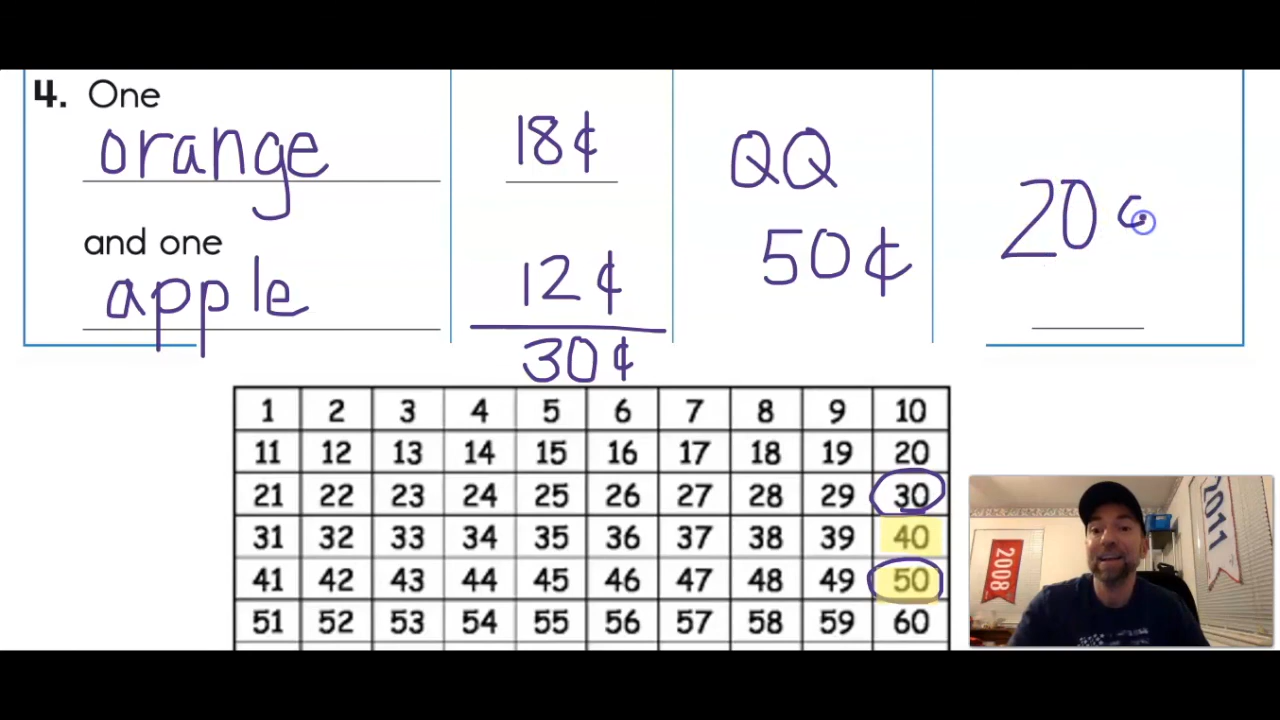 4. One
orange
and one
apple
18¢
12¢
30¢
QQ
50¢
20 c
1 2 3 4 5 6 7 8 9 10
11 12 13 14 15 16 17 18 19 20
21 22 23 24 25 26 27 28 29 30
31 32 33 34 35 36 37 38 39 40
41 42 43 44 45 46 47 48 49 50
51 52 53 54 55 56 57 58 59 60
2008
2011